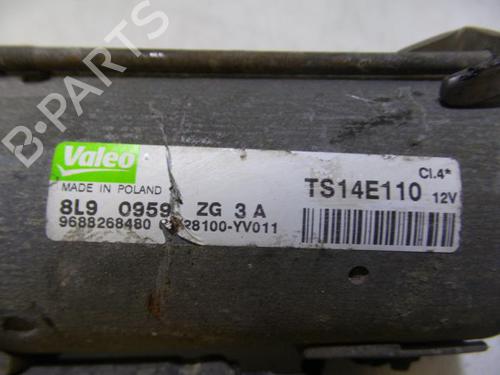 B-PARTS
Valeo
MADE IN POLAND
8L9 0959 ZG 3 A
9688268480 28100-YV011
Cl.4*
TS14E110 12V